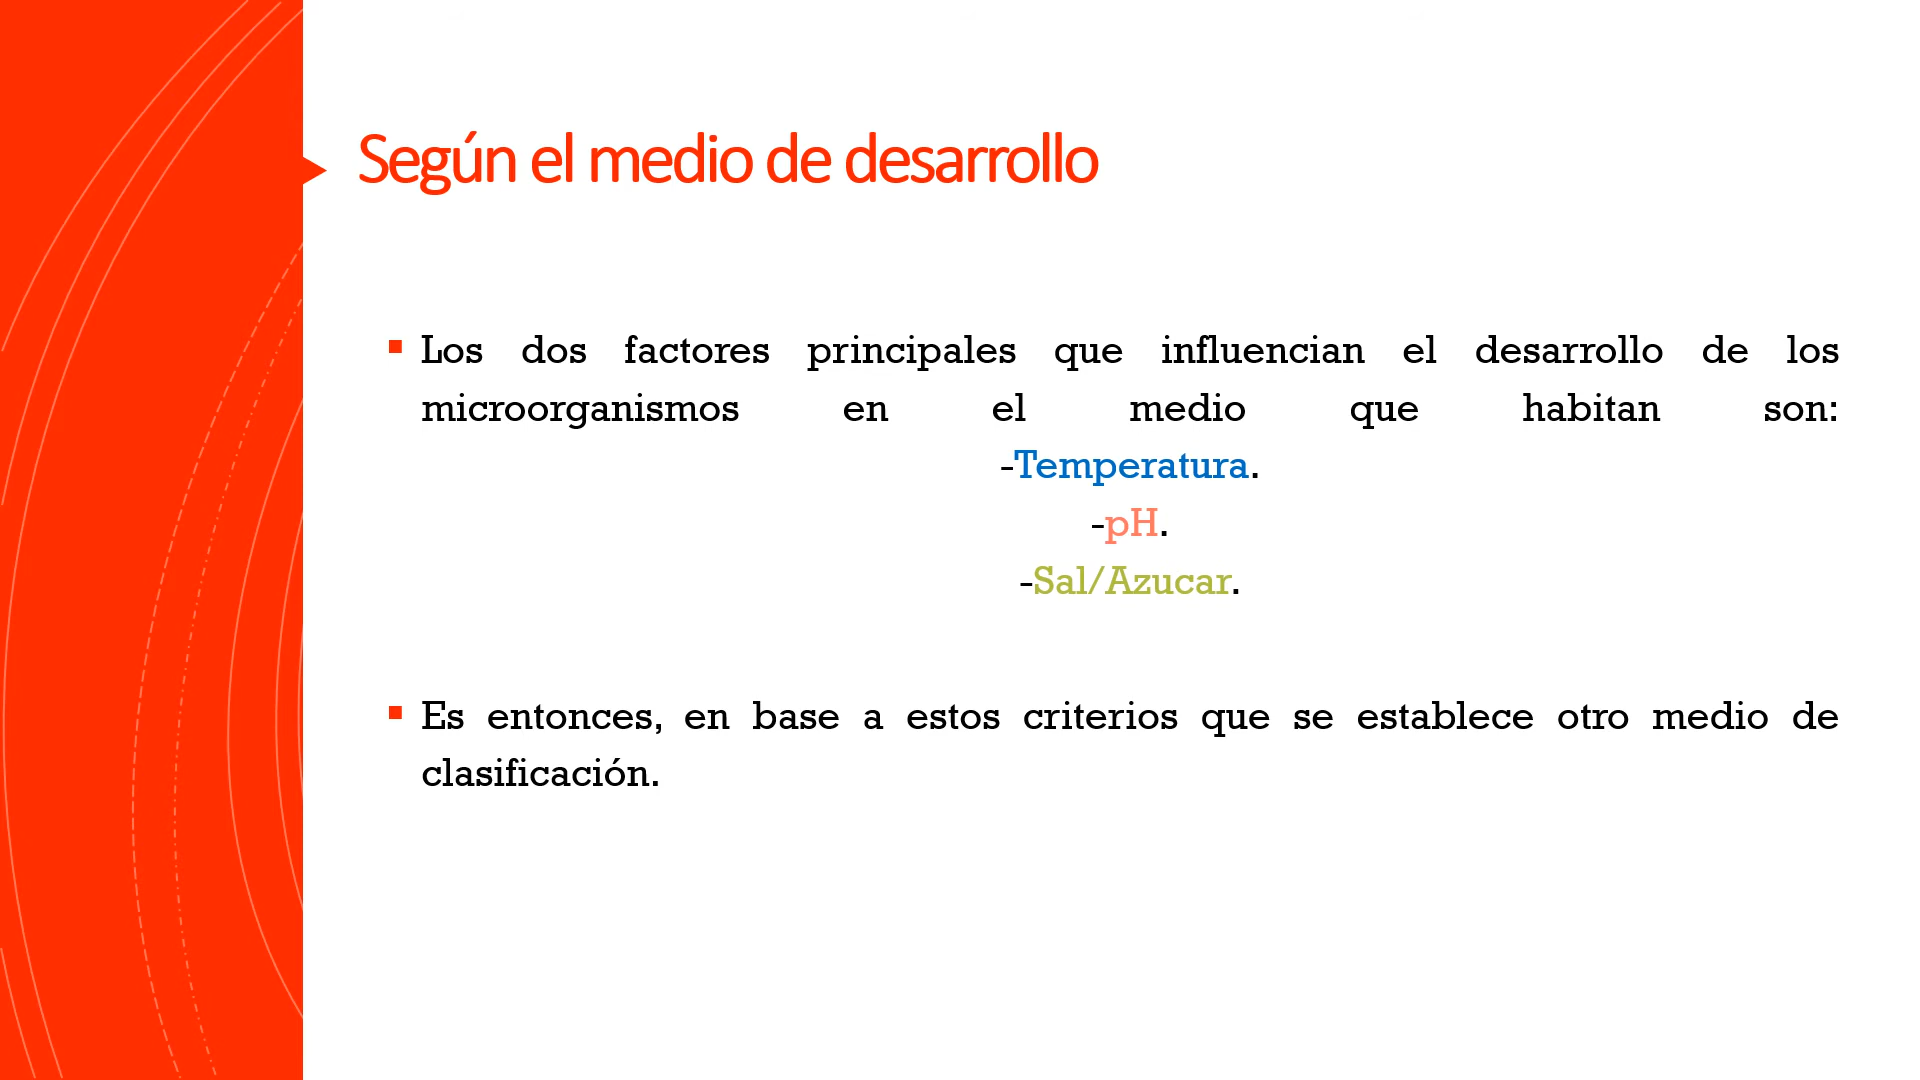 Según el medio de desarrollo
▪ Los dos factores principales que influencian el desarrollo de los
microorganismos en el medio que habitan son:
-Temperatura.
-pH.
-Sal/Azucar.
▪ Es entonces, en base a estos criterios que se establece otro medio de
clasificación.